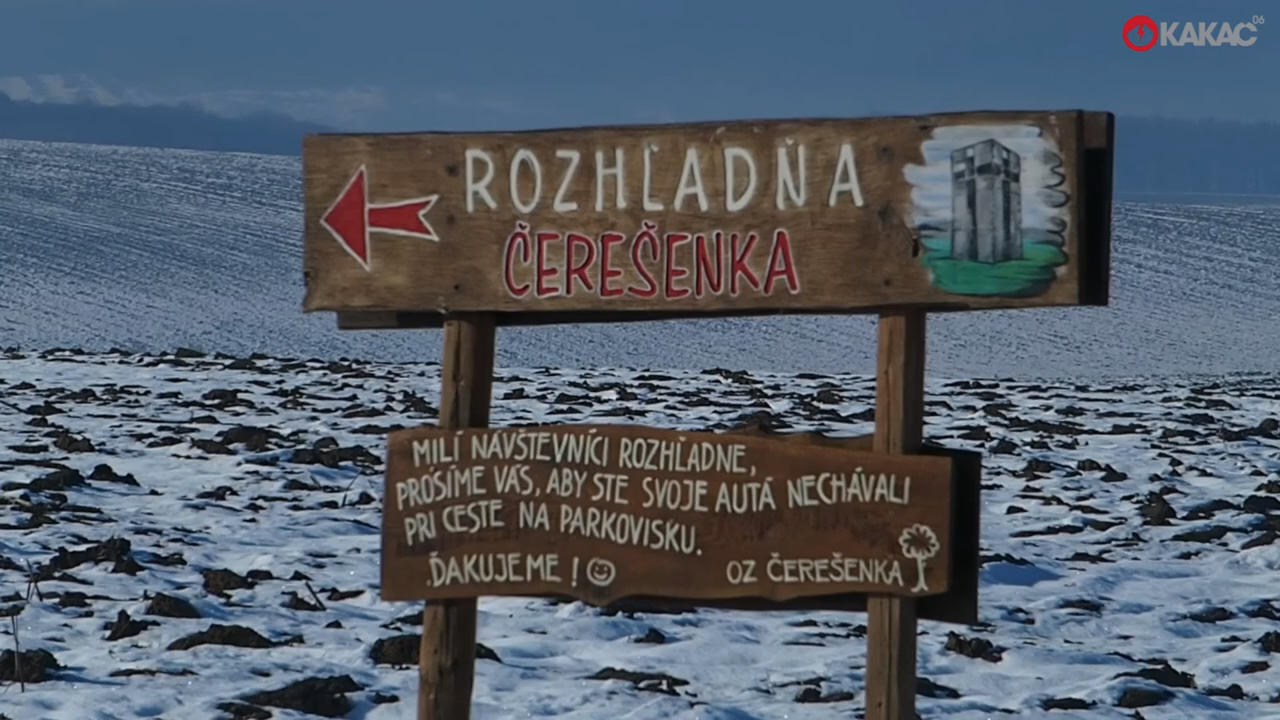 KAKAČ06
ROZHĽADŇA
ČEREŠENKA
MILÍ NÁVŠTEVNÍCI ROZHĽADNE,
PROSÍME VÁS, ABY STE SVOJE AUTÁ NECHÁVALI
PRI CESTE NA PARKOVISKU.
ĎAKUJEME !
OZ ČEREŠENKA